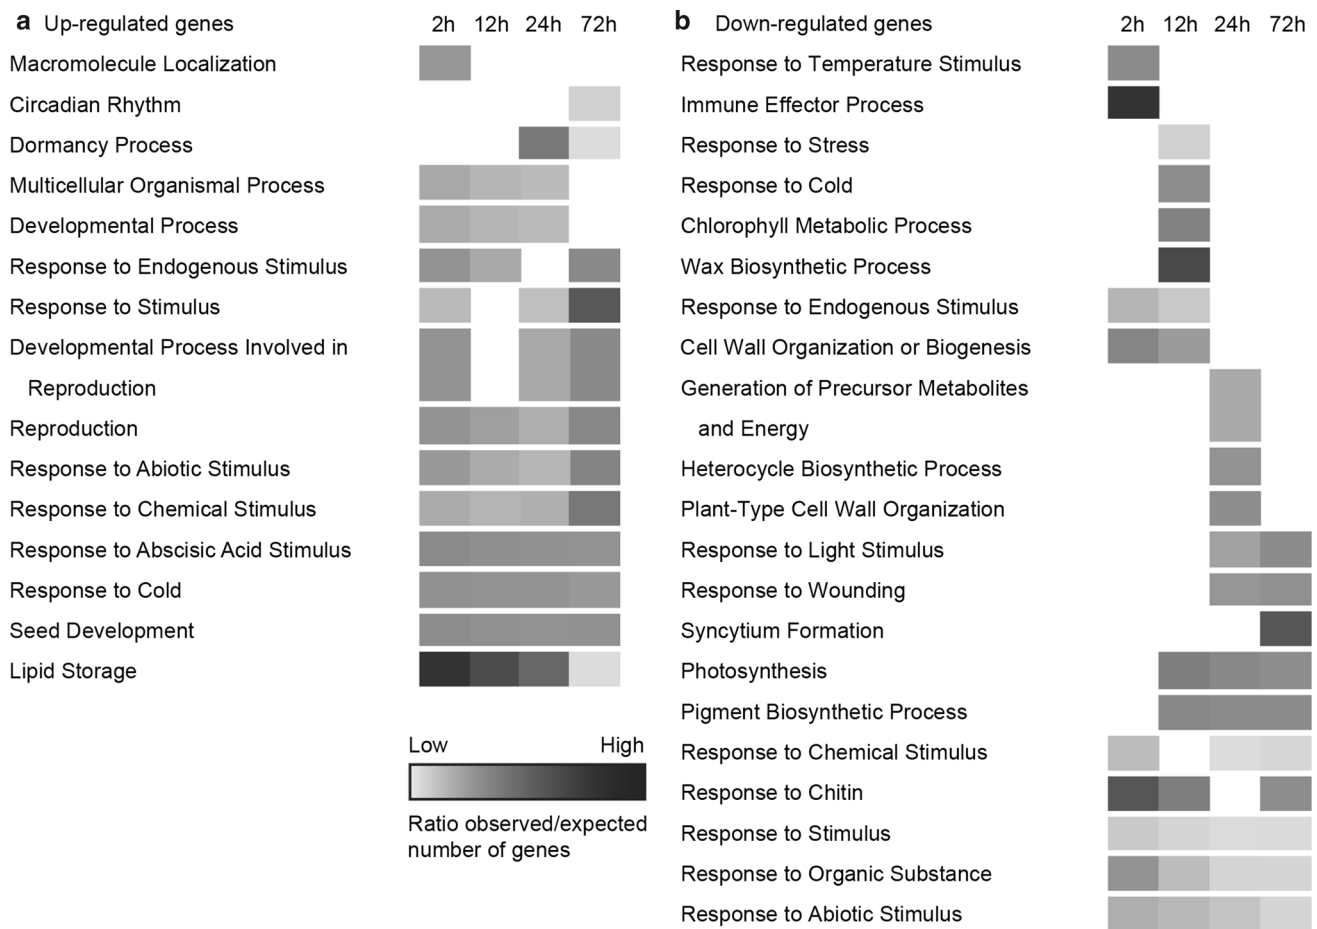 a Up-regulated genes 2h 12h 24h 72h
Macromolecule Localization
Circadian Rhythm
Dormancy Process
Multicellular Organismal Process
Developmental Process
Response to Endogenous Stimulus
Response to Stimulus
Developmental Process Involved in
Reproduction
Reproduction
Response to Abiotic Stimulus
Response to Chemical Stimulus
Response to Abscisic Acid Stimulus
Response to Cold
Seed Development
Lipid Storage
Low High
Ratio observed/expected
number of genes
b Down-regulated genes 2h 12h 24h 72h
Response to Temperature Stimulus
Immune Effector Process
Response to Stress
Response to Cold
Chlorophyll Metabolic Process
Wax Biosynthetic Process
Response to Endogenous Stimulus
Cell Wall Organization or Biogenesis
Generation of Precursor Metabolites
and Energy
Heterocycle Biosynthetic Process
Plant-Type Cell Wall Organization
Response to Light Stimulus
Response to Wounding
Syncytium Formation
Photosynthesis
Pigment Biosynthetic Process
Response to Chemical Stimulus
Response to Chitin
Response to Stimulus
Response to Organic Substance
Response to Abiotic Stimulus